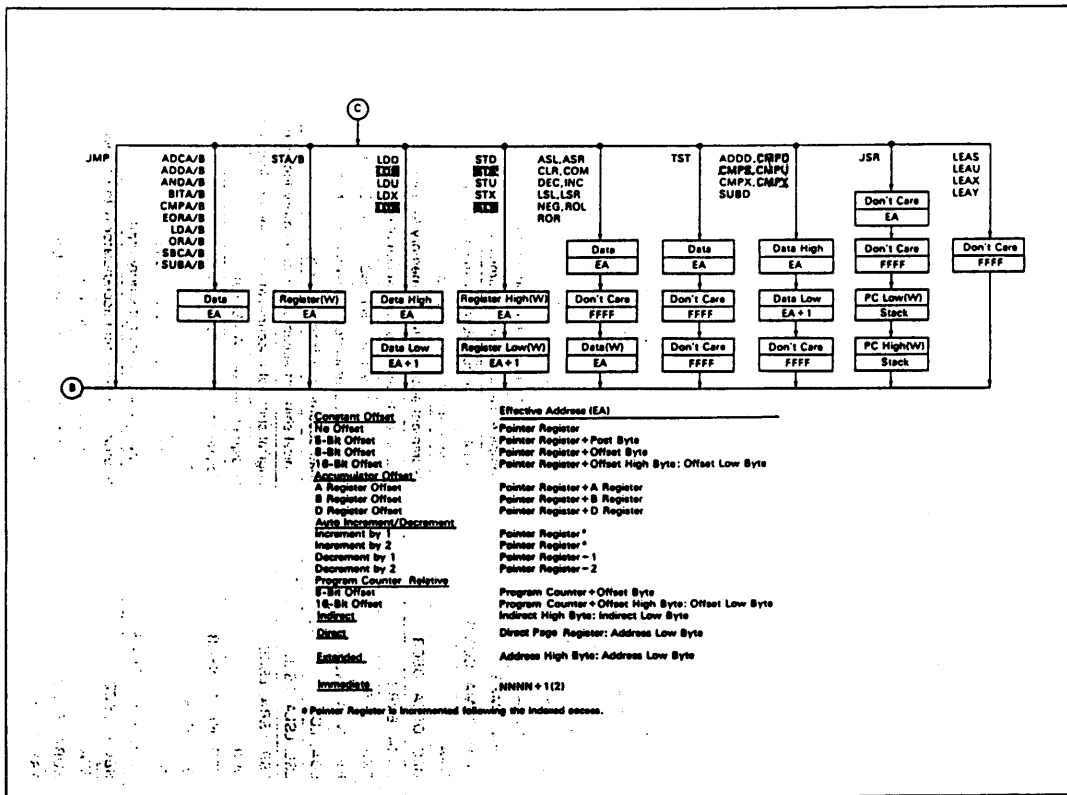 C
JMP
ADCA/B
ADDA/B
ANDA/B
BITA/B
CMPA/B
EORA/B
LDA/B
ORA/B
SBCA/B
SUBA/B
Data
EA
STA/B
Register(W)
EA
LDD
LDU
LDX
Data High
EA
Data Low
EA+1
STD
STU
STX
Register High(W)
EA
Register Low(W)
EA+1
ASL,ASR
CLR,COM
DEC,INC
LSL,LSR
NEG,ROL
ROR
Data
EA
Don't Care
FFFF
Data(W)
EA
TST
Data
EA
Don't Care
FFFF
Don't Care
FFFF
ADDD,CMPD
CMPS,CMPU
CMPX,CMPY
SUBD
Data High
EA
Data Low
EA+1
Don't Care
FFFF
JSR
Don't Care
EA
Don't Care
FFFF
PC Low(W)
Stack
PC High(W)
Stack
LEAS
LEAU
LEAX
LEAY
Don't Care
FFFF
B
Effective Address (EA)
Constant Offset
No Offset Pointer Register
5-Bit Offset Pointer Register+Post Byte
8-Bit Offset Pointer Register+Offset Byte
16-Bit Offset Pointer Register+Offset High Byte: Offset Low Byte
Accumulator Offset
A Register Offset Pointer Register+A Register
B Register Offset Pointer Register+B Register
D Register Offset Pointer Register+D Register
Auto Increment/Decrement
Increment by 1 Pointer Register*
Increment by 2 Pointer Register*
Decrement by 1 Pointer Register-1
Decrement by 2 Pointer Register-2
Program Counter Relative
8-Bit Offset Program Counter+Offset Byte
16-Bit Offset Program Counter+Offset High Byte: Offset Low Byte
Indirect Indirect High Byte: Indirect Low Byte
Direct Direct Page Register: Address Low Byte
Extended Address High Byte: Address Low Byte
Immediate NNNN+1(2)
* Pointer Register is incremented following the indexed access.